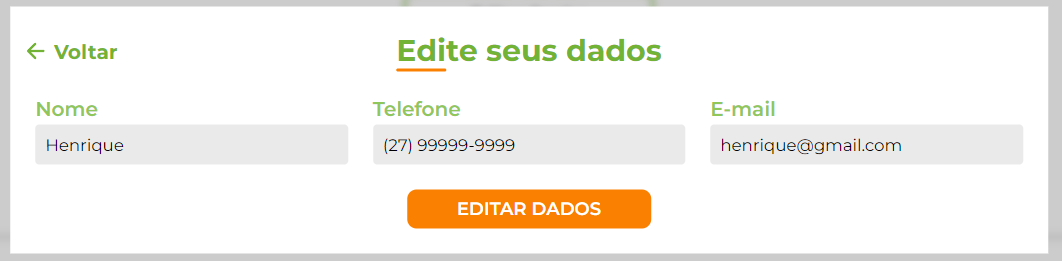 Voltar
Edite seus dados
Nome
Telefone
E-mail
Henrique
(27) 99999-9999
henrique@gmail.com
EDITAR DADOS